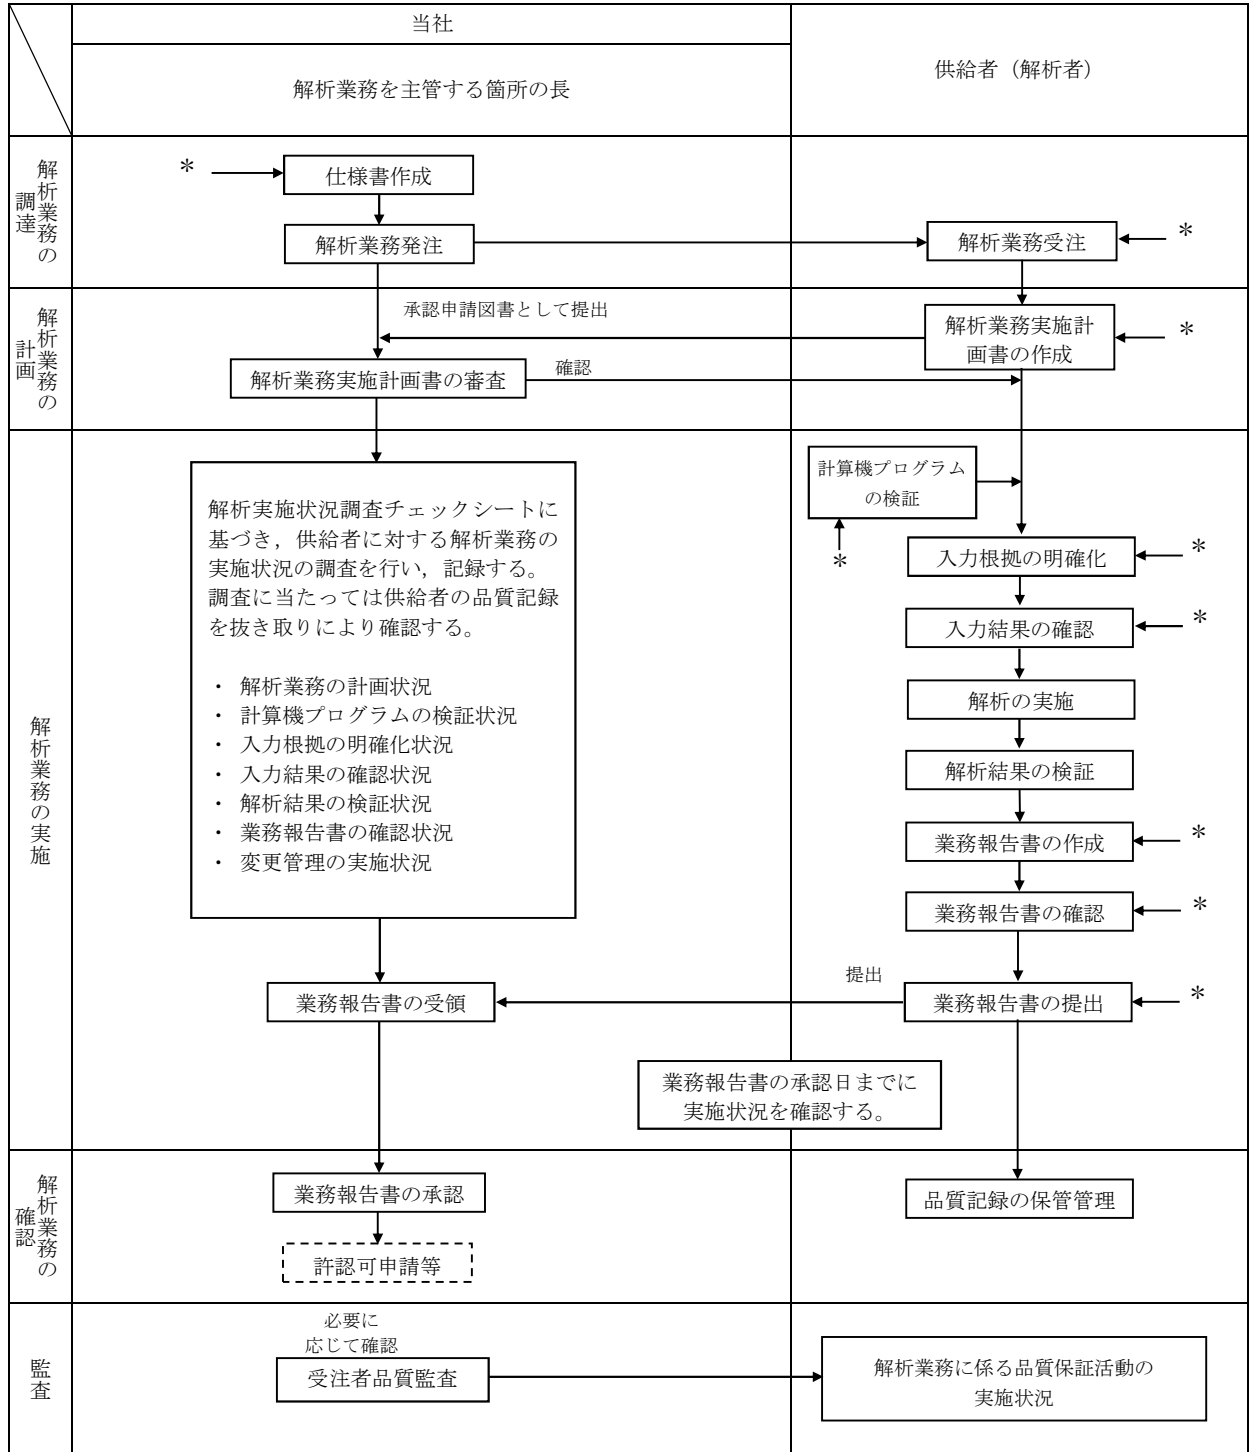 当社
解析業務を主管する箇所の長
供給者（解析者）
解析業務の
調達
＊
仕様書作成
解析業務発注
解析業務受注
＊
解析業務の
計画
承認申請図書として提出
解析業務実施計
画書の作成
＊
解析業務実施計画書の審査
確認
解析業務の実施
解析実施状況調査チェックシートに
基づき，供給者に対する解析業務の
実施状況の調査を行い，記録する。
調査に当たっては供給者の品質記録
を抜き取りにより確認する。
・ 解析業務の計画状況
・ 計算機プログラムの検証状況
・ 入力根拠の明確化状況
・ 入力結果の確認状況
・ 解析結果の検証状況
・ 業務報告書の確認状況
・ 変更管理の実施状況
計算機プログラム
の検証
＊
入力根拠の明確化
＊
入力結果の確認
＊
解析の実施
解析結果の検証
業務報告書の作成
＊
業務報告書の確認
＊
業務報告書の受領
提出
業務報告書の提出
＊
業務報告書の承認日までに
実施状況を確認する。
解析業務の
確認
業務報告書の承認
品質記録の保管管理
許認可申請等
監査
必要に
応じて確認
受注者品質監査
解析業務に係る品質保証活動の
実施状況